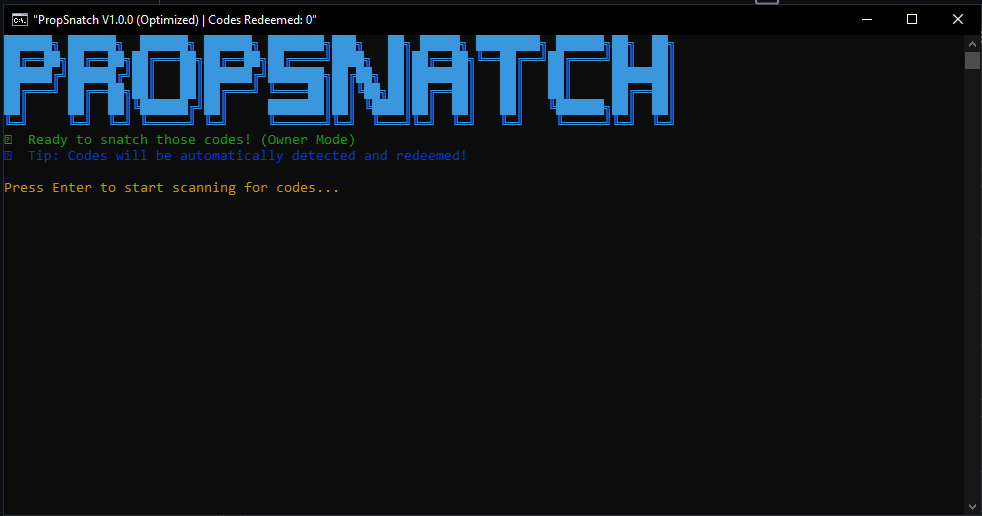 "PropSnatch V1.0.0 (Optimized) | Codes Redeemed: 0"
PROPSNATCH
Ready to snatch those codes! (Owner Mode)
Tip: Codes will be automatically detected and redeemed!
Press Enter to start scanning for codes...